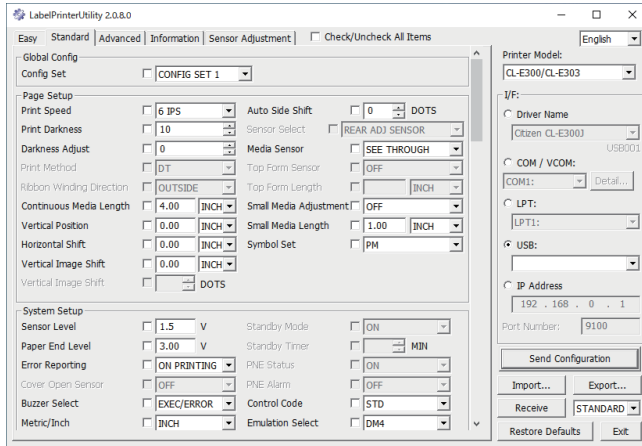 LabelPrinterUtility 2.0.8.0
Easy Standard Advanced Information Sensor Adjustment Check/Uncheck All Items English
Global Config
Config Set CONFIG SET 1
Page Setup
Print Speed 6 IPS Auto Side Shift 0 DOTS
Print Darkness 10 Sensor Select REAR ADJ SENSOR
Darkness Adjust 0 Media Sensor SEE THROUGH
Print Method DT Top Form Sensor OFF
Ribbon Winding Direction OUTSIDE Top Form Length INCH
Continuous Media Length 4.00 INCH Small Media Adjustment OFF
Vertical Position 0.00 INCH Small Media Length 1.00 INCH
Horizontal Shift 0.00 INCH Symbol Set PM
Vertical Image Shift 0.00 INCH
Vertical Image Shift DOTS
System Setup
Sensor Level 1.5 V Standby Mode ON
Paper End Level 3.00 V Standby Timer MIN
Error Reporting ON PRINTING PNE Status ON
Cover Open Sensor OFF PNE Alarm OFF
Buzzer Select EXEC/ERROR Control Code STD
Metric/Inch INCH Emulation Select DM4
Printer Model:
CL-E300/CL-E303
I/F:
Driver Name
Citizen CL-E300J
USB001
COM / VCOM:
COM1: Detail...
LPT:
LPT1:
USB:
IP Address
192 . 168 . 0 . 1
Port Number: 9100
Send Configuration
Import... Export...
Receive STANDARD
Restore Defaults Exit